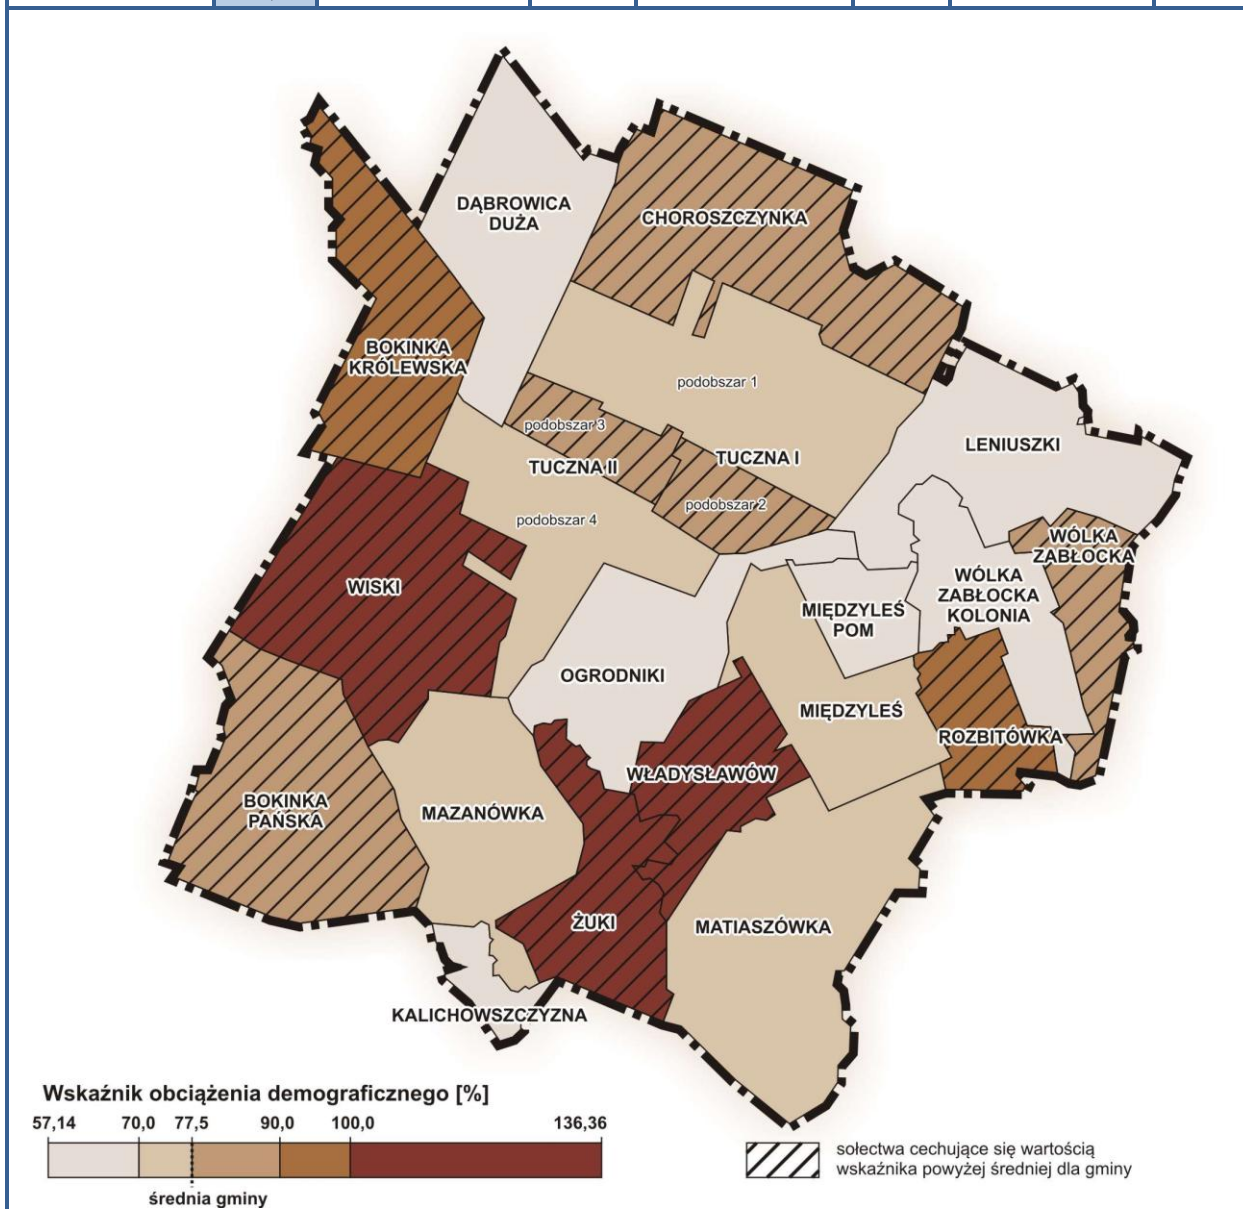 DĄBROWICA
DUŻA
CHOROSZCZYNKA
BOKINKA
KRÓLEWSKA
podobszar 1
podobszar 3
TUCZNA II
TUCZNA I
LENIUSZKI
podobszar 2
podobszar 4
WÓLKA
ZABŁOCKA
WISKI
WÓLKA
ZABŁOCKA
KOLONIA
MIĘDZYLEŚ
POM
OGRODNIKI
MIĘDZYLEŚ
ROZBITÓWKA
WŁADYSŁAWÓW
BOKINKA
PAŃSKA
MAZANÓWKA
ŻUKI
MATIASZÓWKA
KALICHOWSZCZYZNA
Wskaźnik obciążenia demograficznego [%]
57,14 70,0 77,5 90,0 100,0 136,36
średnia gminy
sołectwa cechujące się wartością
wskaźnika powyżej średniej dla gminy